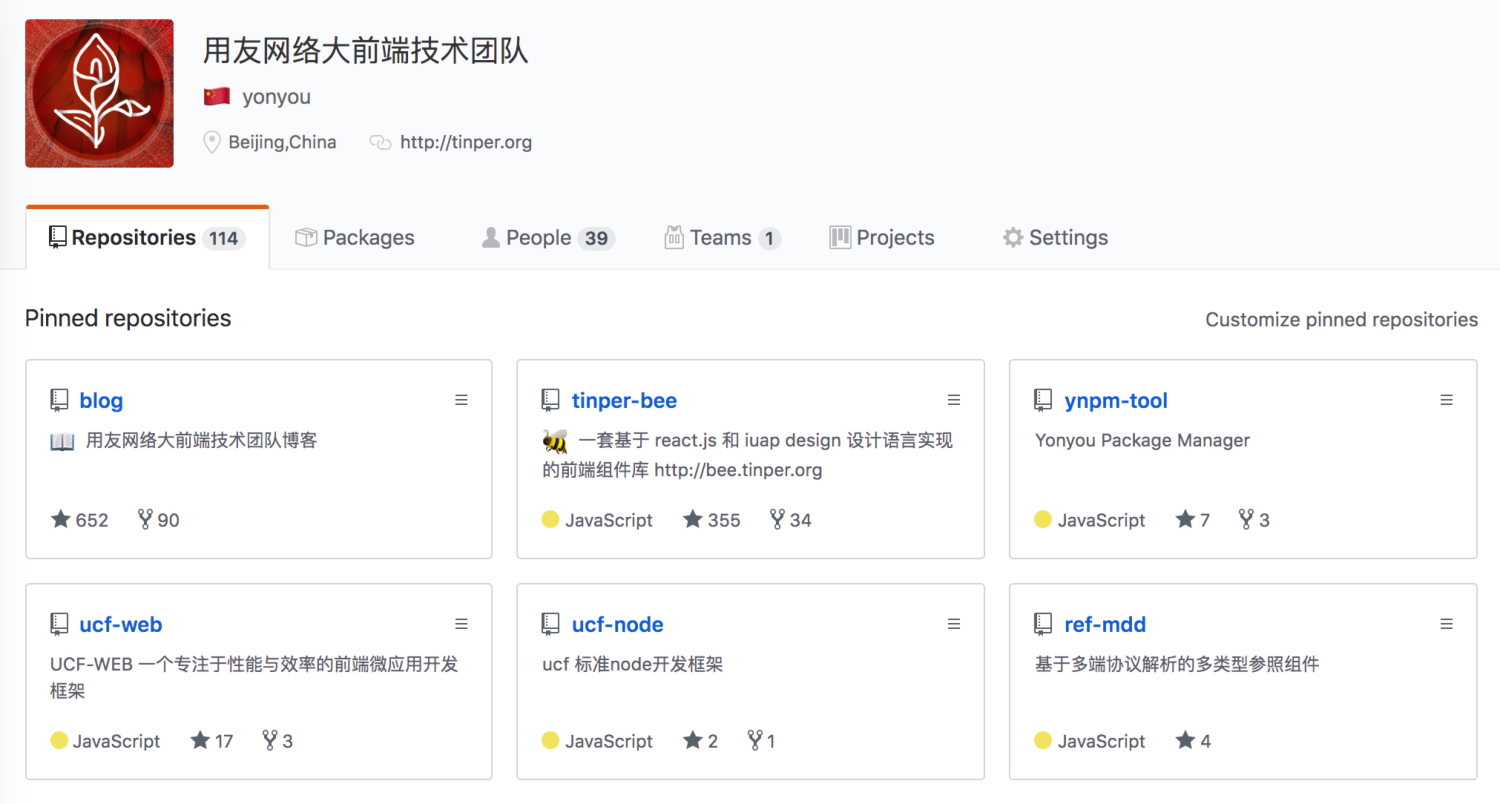 用友网络大前端技术团队
🇨🇳 yonyou
Beijing,China http://tinper.org
Repositories 114 Packages People 39 Teams 1 Projects Settings
Pinned repositories Customize pinned repositories
blog
📖 用友网络大前端技术团队博客
652 90
tinper-bee
🐝 一套基于 react.js 和 iuap design 设计语言实现
的前端组件库 http://bee.tinper.org
JavaScript 355 34
ynpm-tool
Yonyou Package Manager
JavaScript 7 3
ucf-web
UCF-WEB 一个专注于性能与效率的前端微应用开发
框架
JavaScript 17 3
ucf-node
ucf 标准node开发框架
JavaScript 2 1
ref-mdd
基于多端协议解析的多类型参照组件
JavaScript 4